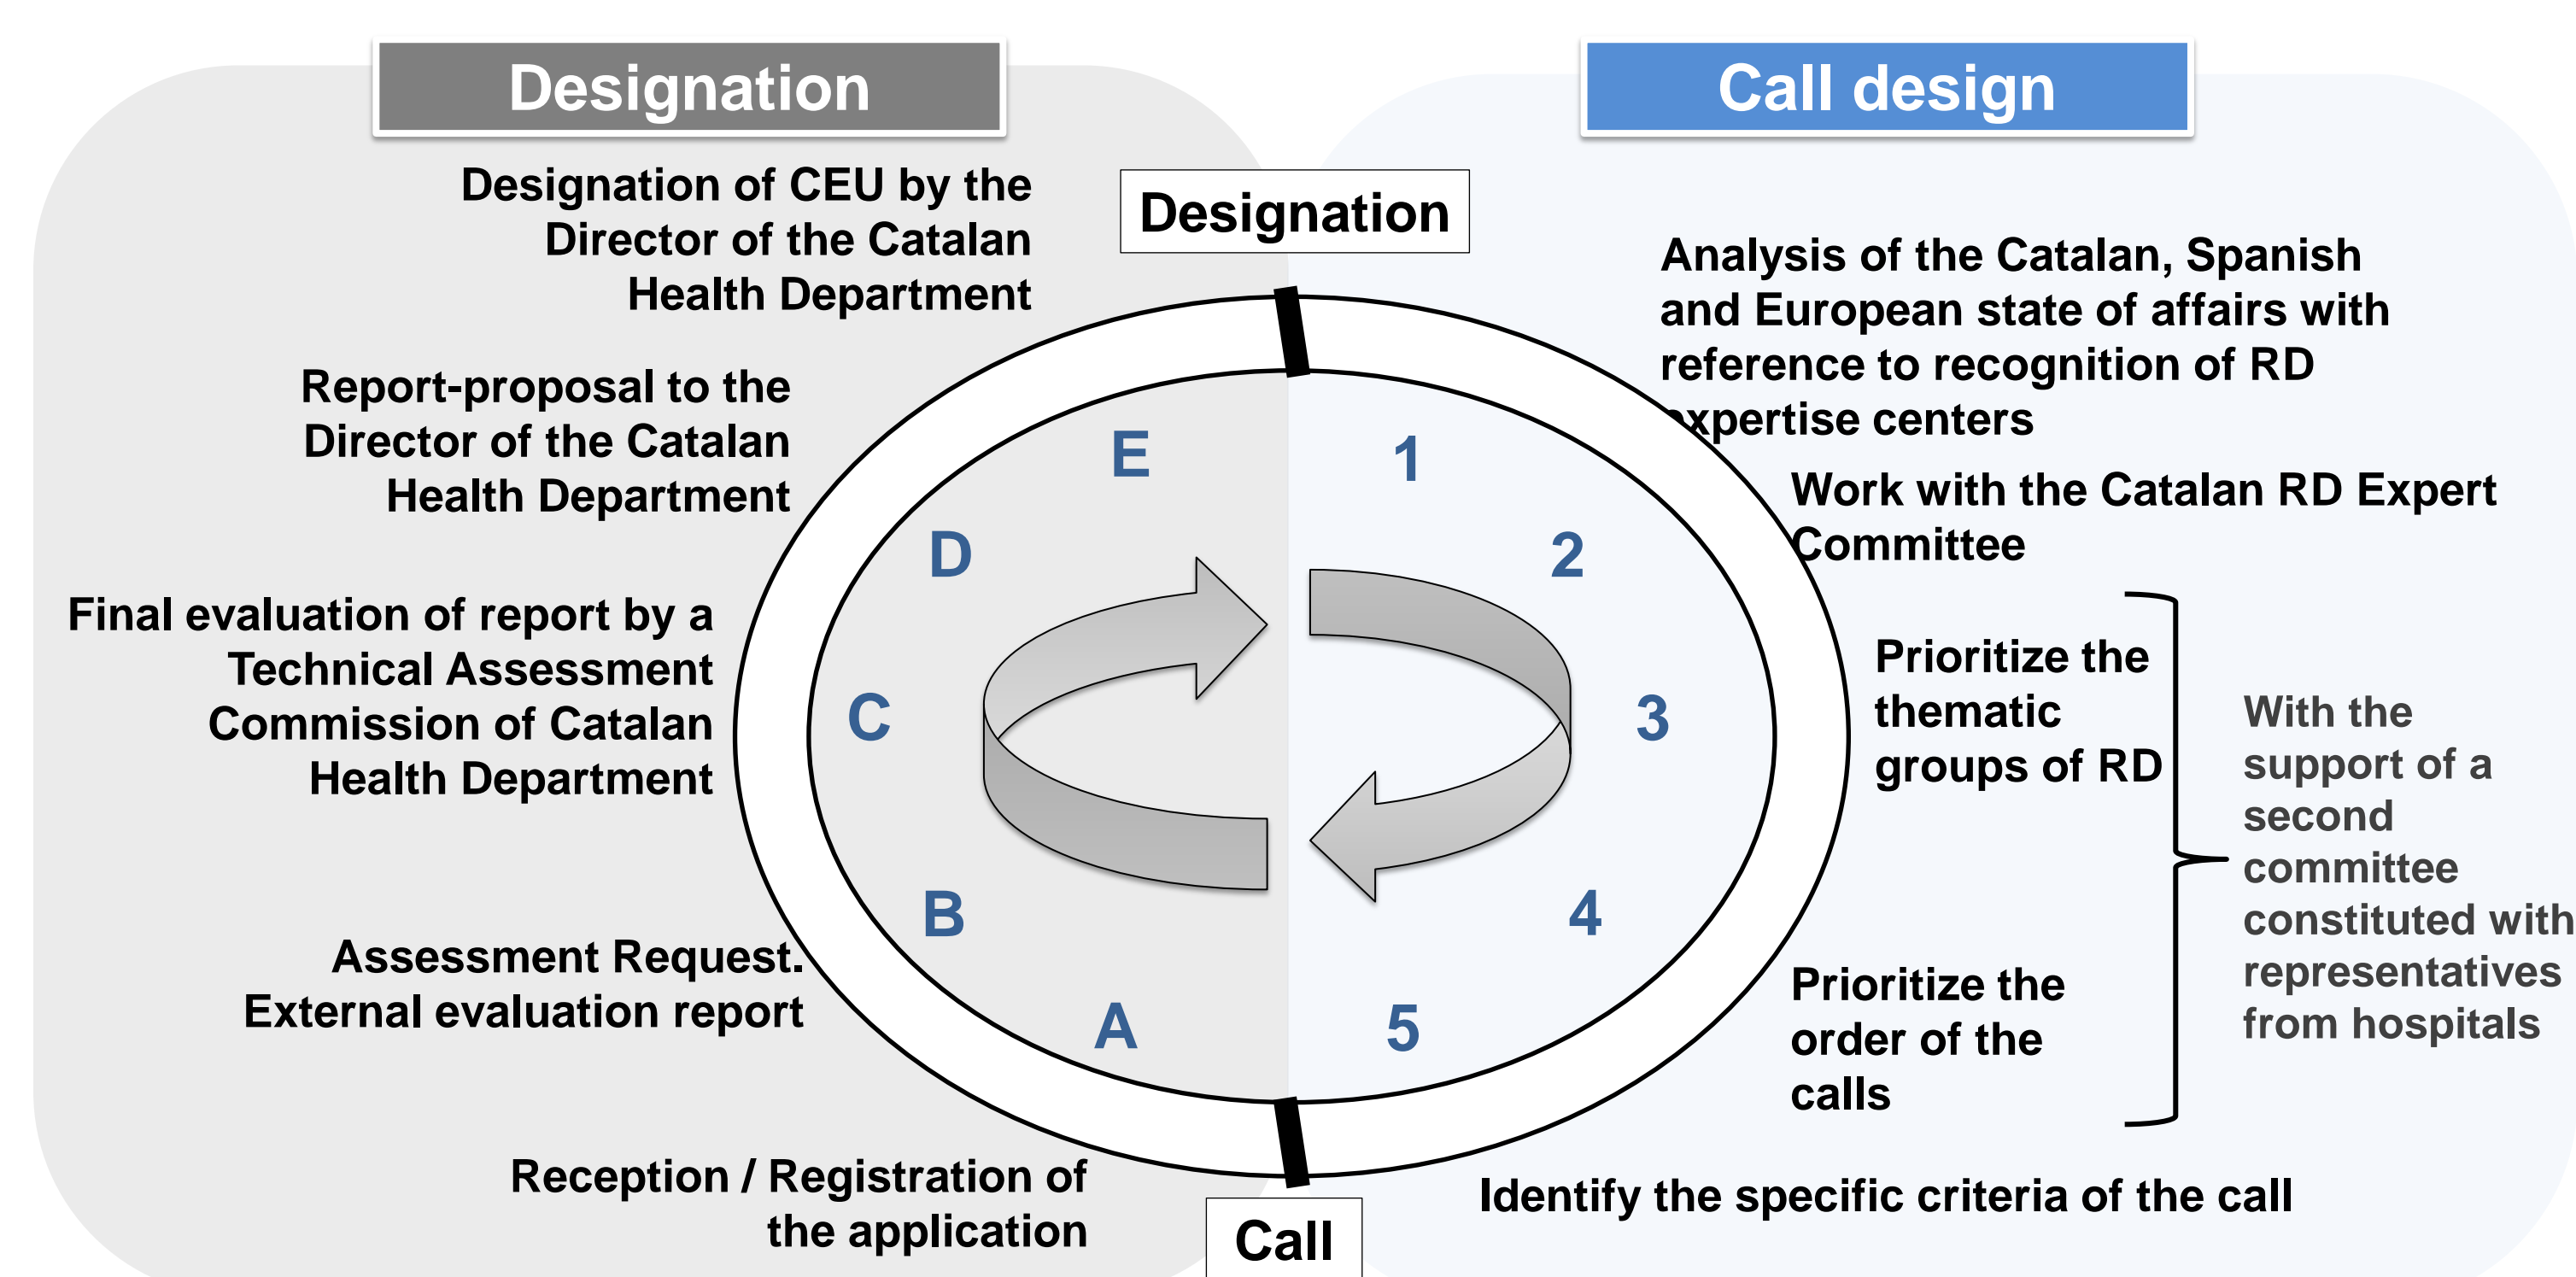 Designation
Designation of CEU by the
Director of the Catalan
Health Department
Report-proposal to the
Director of the Catalan
Health Department
Final evaluation of report by a
Technical Assessment
Commission of Catalan
Health Department
Assessment Request.
External evaluation report
Reception / Registration of
the application
Designation
E
D
C
B
A
1
2
3
4
5
Call
Call design
Analysis of the Catalan, Spanish
and European state of affairs with
reference to recognition of RD
expertise centers
Work with the Catalan RD Expert
Committee
Prioritize the
thematic
groups of RD
Prioritize the
order of the
calls
With the
support of a
second
committee
constituted with
representatives
from hospitals
Identify the specific criteria of the call